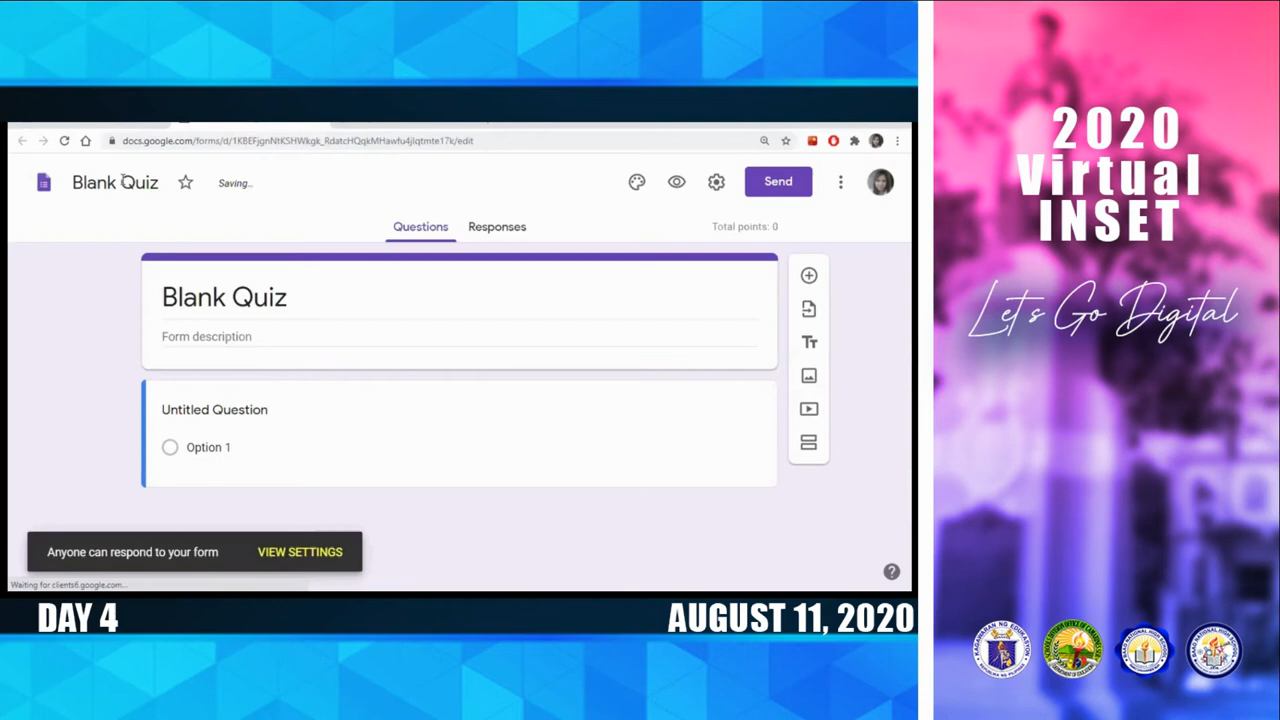 docs.google.com/forms/d/1KBEFjgnNtKSHWkgk_RdatcHQqkMHawfu4jlqtmte17k/edit
Blank Quiz
Saving...
Send
Questions
Responses
Total points: 0
Blank Quiz
Form description
Untitled Question
Option 1
Anyone can respond to your form
VIEW SETTINGS
Waiting for clients6.google.com...
DAY 4
AUGUST 11, 2020
2020
Virtual
INSET
Let's Go Digital